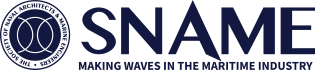 THE SOCIETY OF NAVAL ARCHITECTS & MARINE ENGINEERS
SNAME
MAKING WAVES IN THE MARITIME INDUSTRY